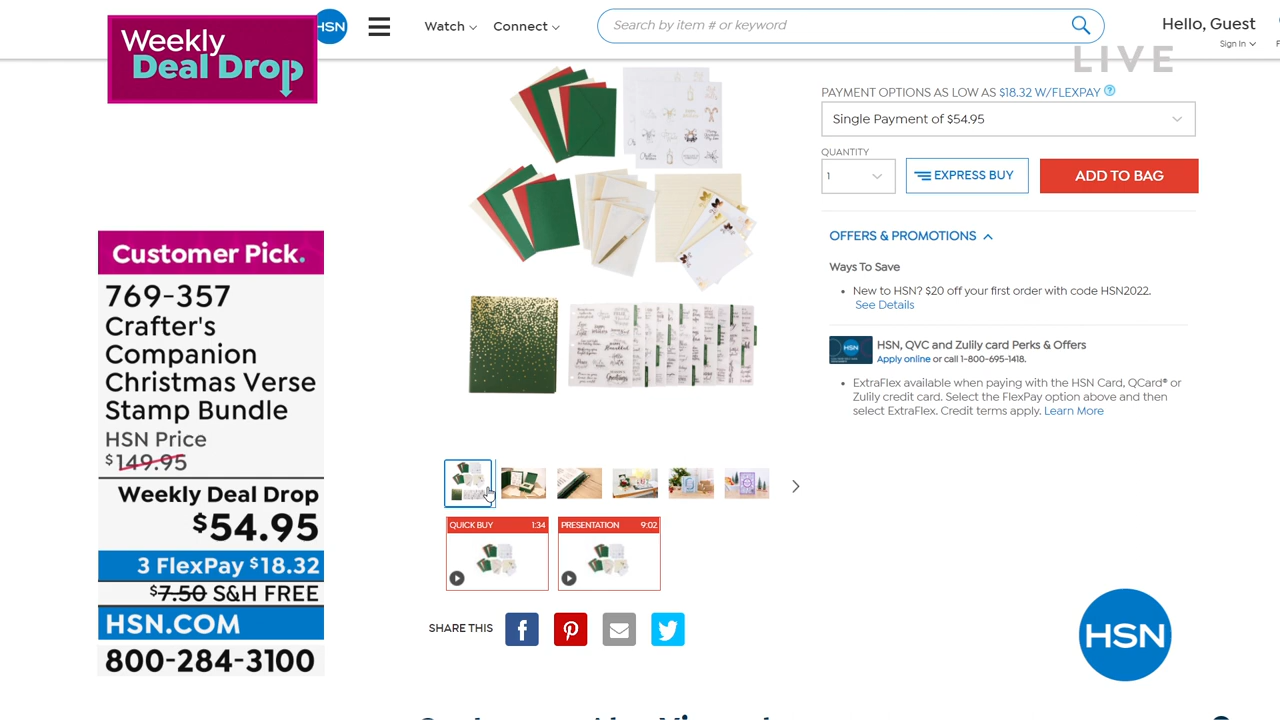 Weekly
Deal Drop
HSN
Watch
Connect
Search by item # or keyword
Hello, Guest
Sign In
LIVE
PAYMENT OPTIONS AS LOW AS $18.32 W/FLEXPAY ?
Single Payment of $54.95
QUANTITY
1
EXPRESS BUY
ADD TO BAG
OFFERS & PROMOTIONS
Ways To Save
• New to HSN? $20 off your first order with code HSN2022.
See Details
HSN
HSN, QVC and Zulily card Perks & Offers
Apply online or call 1-800-695-1418.
• ExtraFlex available when paying with the HSN Card, QCard® or
Zulily credit card. Select the FlexPay option above and then
select ExtraFlex. Credit terms apply. Learn More
Customer Pick.
769-357
Crafter's
Companion
Christmas Verse
Stamp Bundle
HSN Price
$149.95
Weekly Deal Drop
$54.95
3 FlexPay $18.32
$7.50 S&H FREE
HSN.COM
800-284-3100
QUICK BUY 1:34
PRESENTATION 9:02
SHARE THIS
HSN